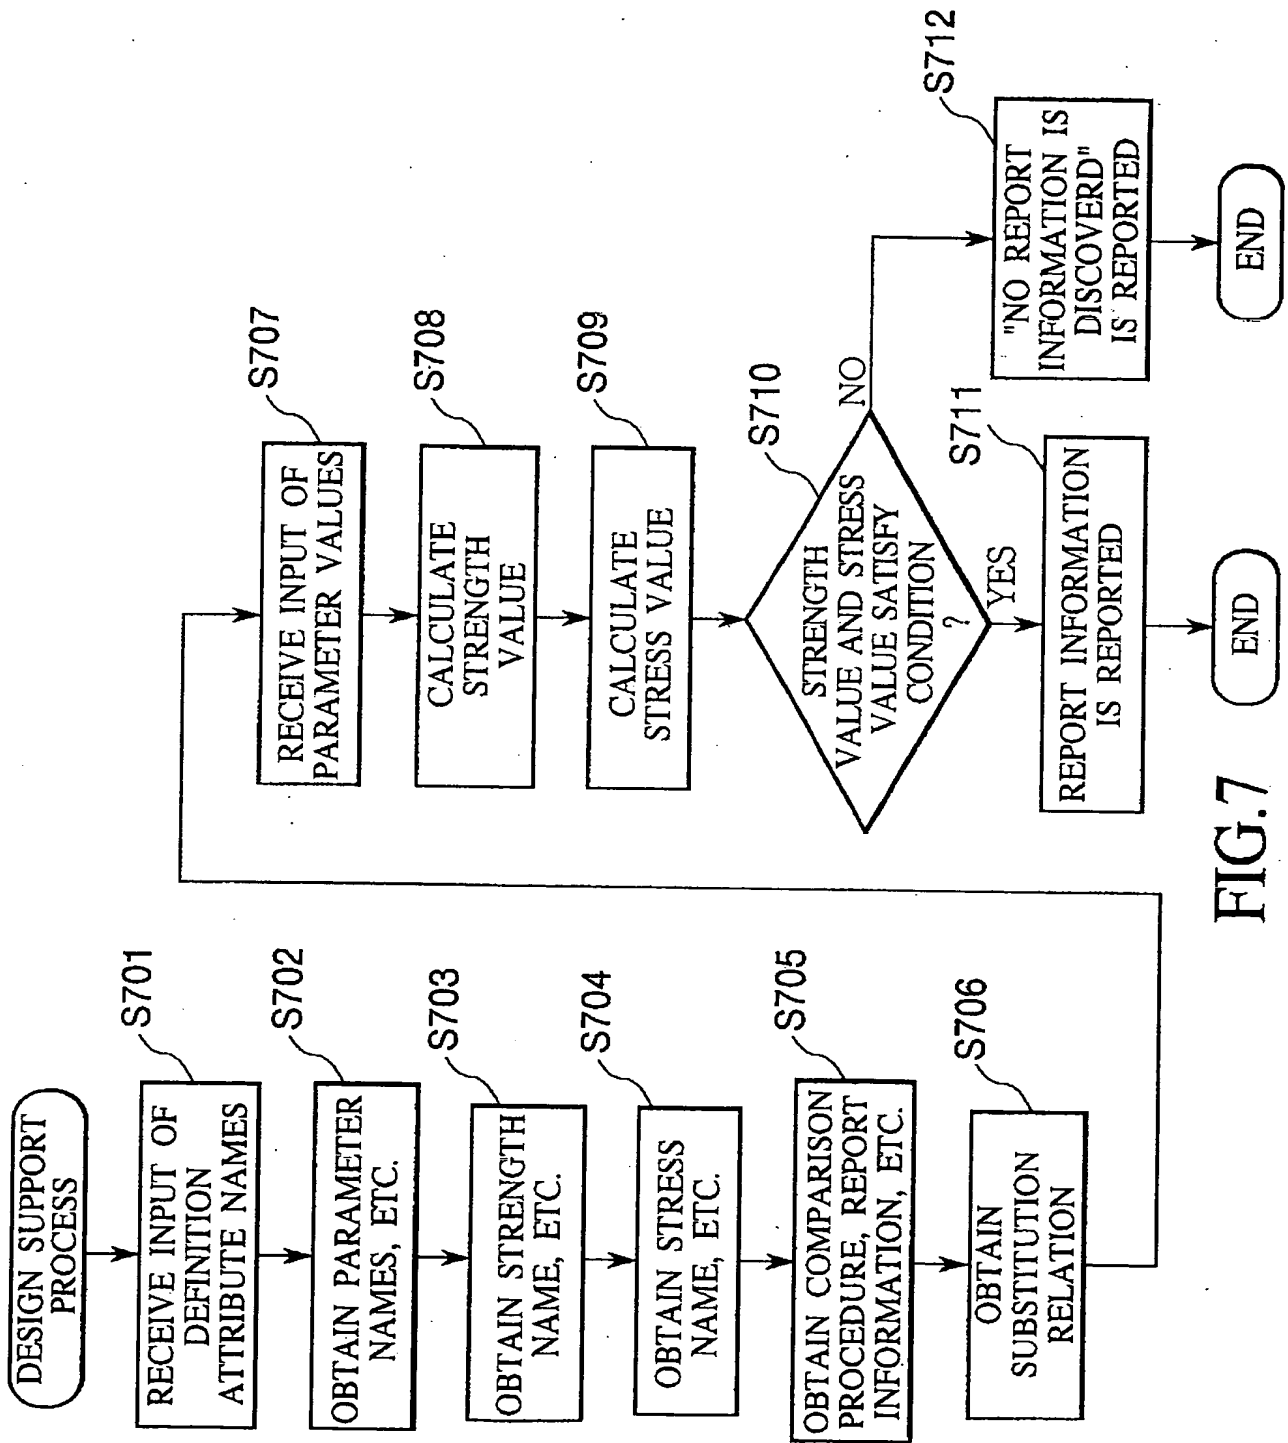 DESIGN SUPPORT
PROCESS
S701
RECEIVE INPUT OF
DEFINITION
ATTRIBUTE NAMES
S702
OBTAIN PARAMETER
NAMES, ETC.
S703
OBTAIN STRENGTH
NAME, ETC.
S704
OBTAIN STRESS
NAME, ETC.
S705
OBTAIN COMPARISON
PROCEDURE, REPORT
INFORMATION, ETC.
S706
OBTAIN
SUBSTITUTION
RELATION
S707
RECEIVE INPUT OF
PARAMETER VALUES
S708
CALCULATE
STRENGTH
VALUE
S709
CALCULATE
STRESS VALUE
S710
STRENGTH
VALUE AND STRESS
VALUE SATISFY
CONDITION
?
NO
YES
S711
REPORT INFORMATION
IS REPORTED
END
S712
"NO REPORT
INFORMATION IS
DISCOVERD"
IS REPORTED
END
FIG.7